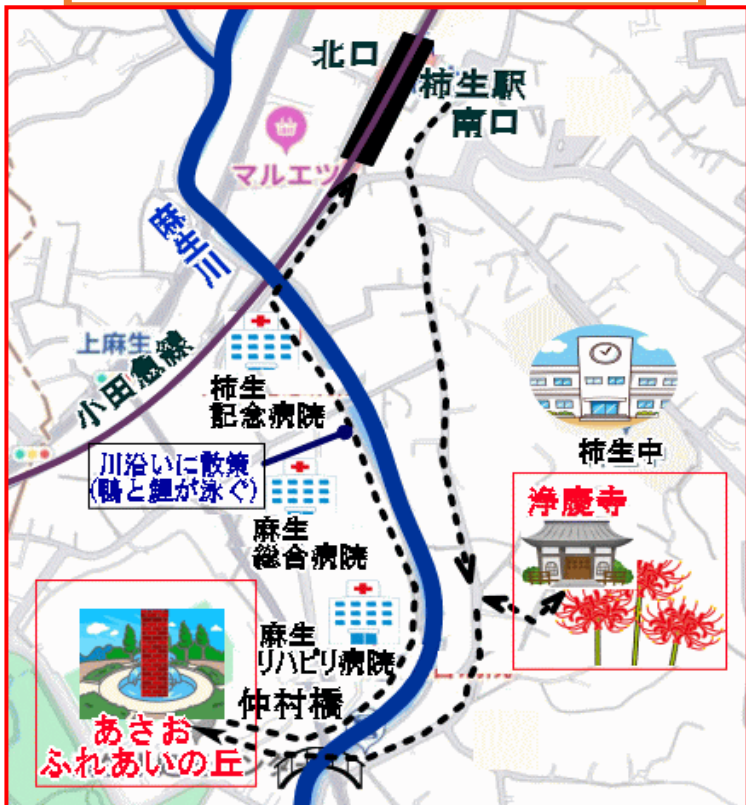 北口
柿生駅
南口
マルエツ
麻生川
上麻生
小田急線
柿生
記念病院
柿生中
川沿いに散策
(鴨と鯉が泳ぐ)
浄慶寺
麻生
総合病院
麻生
リハビリ病院
仲村橋
あさお
ふれあいの丘